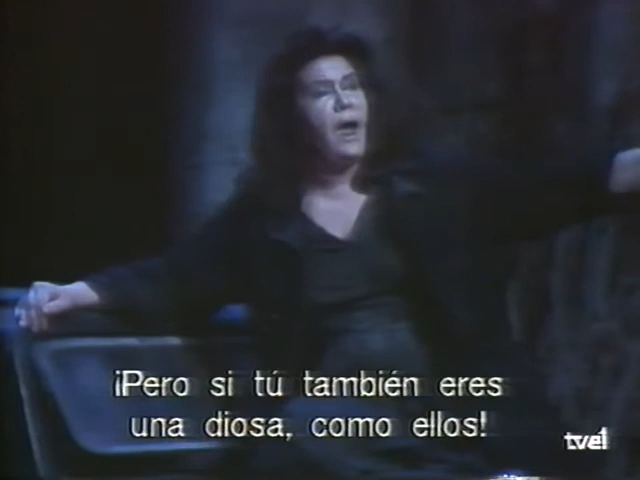 ¡Pero si tú también eres
una diosa, como ellos!
tve1